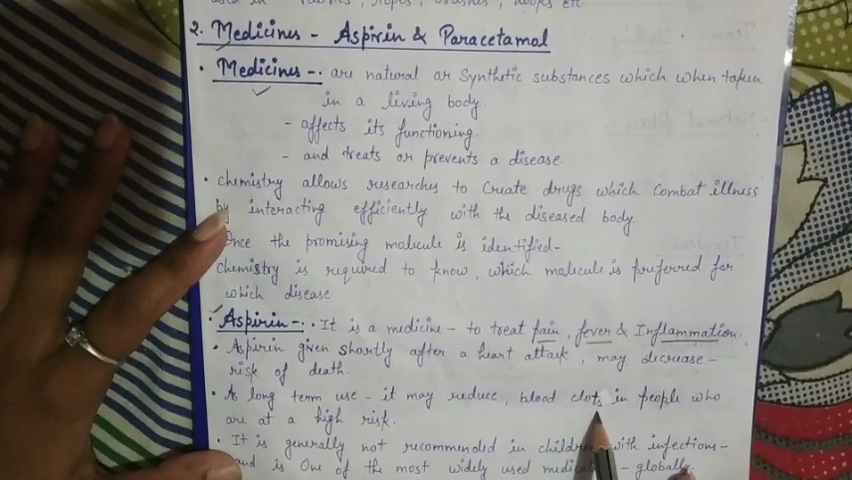 2. Medicines - Aspirin & Paracetamol
• Medicines -. are natural or Synthetic substances which when taken
in a living body
- affects its functioning
- and treats or prevents a disease.
• Chemistry allows researches to Create drugs which Combat illness
by interacting efficiently with the diseased body
Once the promising molecule is identified-
Chemistry is required to know, which molecule is preferred for
which disease
• Aspirin -. • It is a medicine - to treat pain, fever & Inflammation.
• Aspirin given shortly after a heart attack, may decrease -
risk of death.
• As long term use - it may reduce, blood clots in people who
are at a high risk.
• It is generally not recommended in children with infections -
and is One of the most widely used - globally.